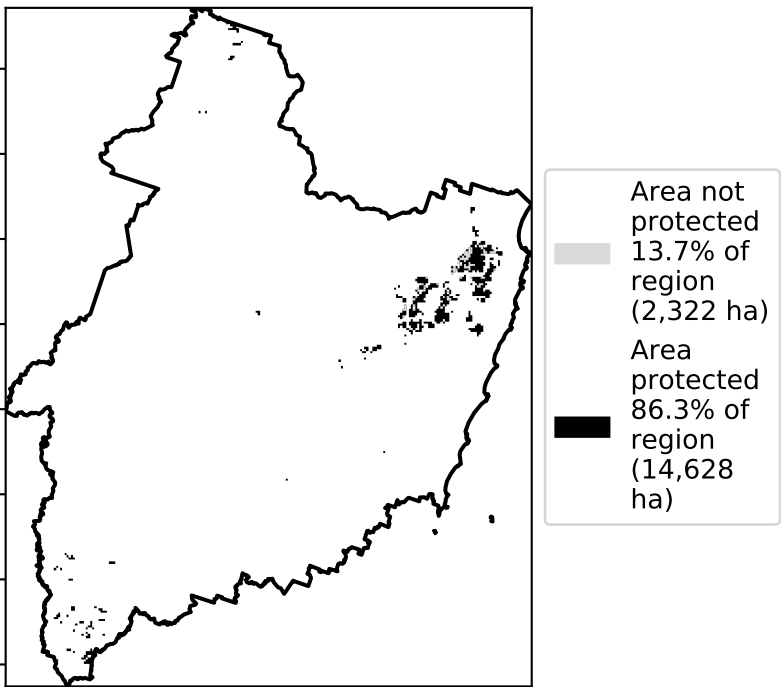 Area not
protected
13.7% of
region
(2,322 ha)
Area
protected
86.3% of
region
(14,628
ha)